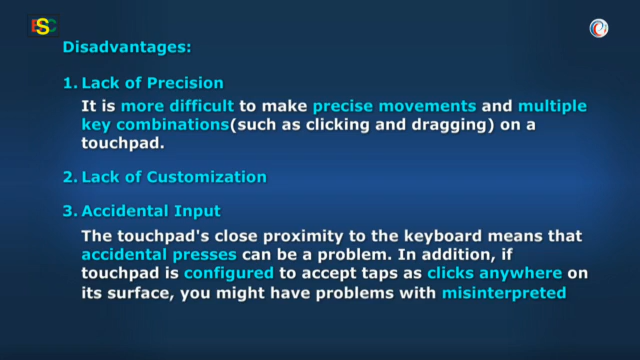 ESC
Disadvantages:
1. Lack of Precision
It is more difficult to make precise movements and multiple
key combinations(such as clicking and dragging) on a
touchpad.
2. Lack of Customization
3. Accidental Input
The touchpad's close proximity to the keyboard means that
accidental presses can be a problem. In addition, if
touchpad is configured to accept taps as clicks anywhere on
its surface, you might have problems with misinterpreted